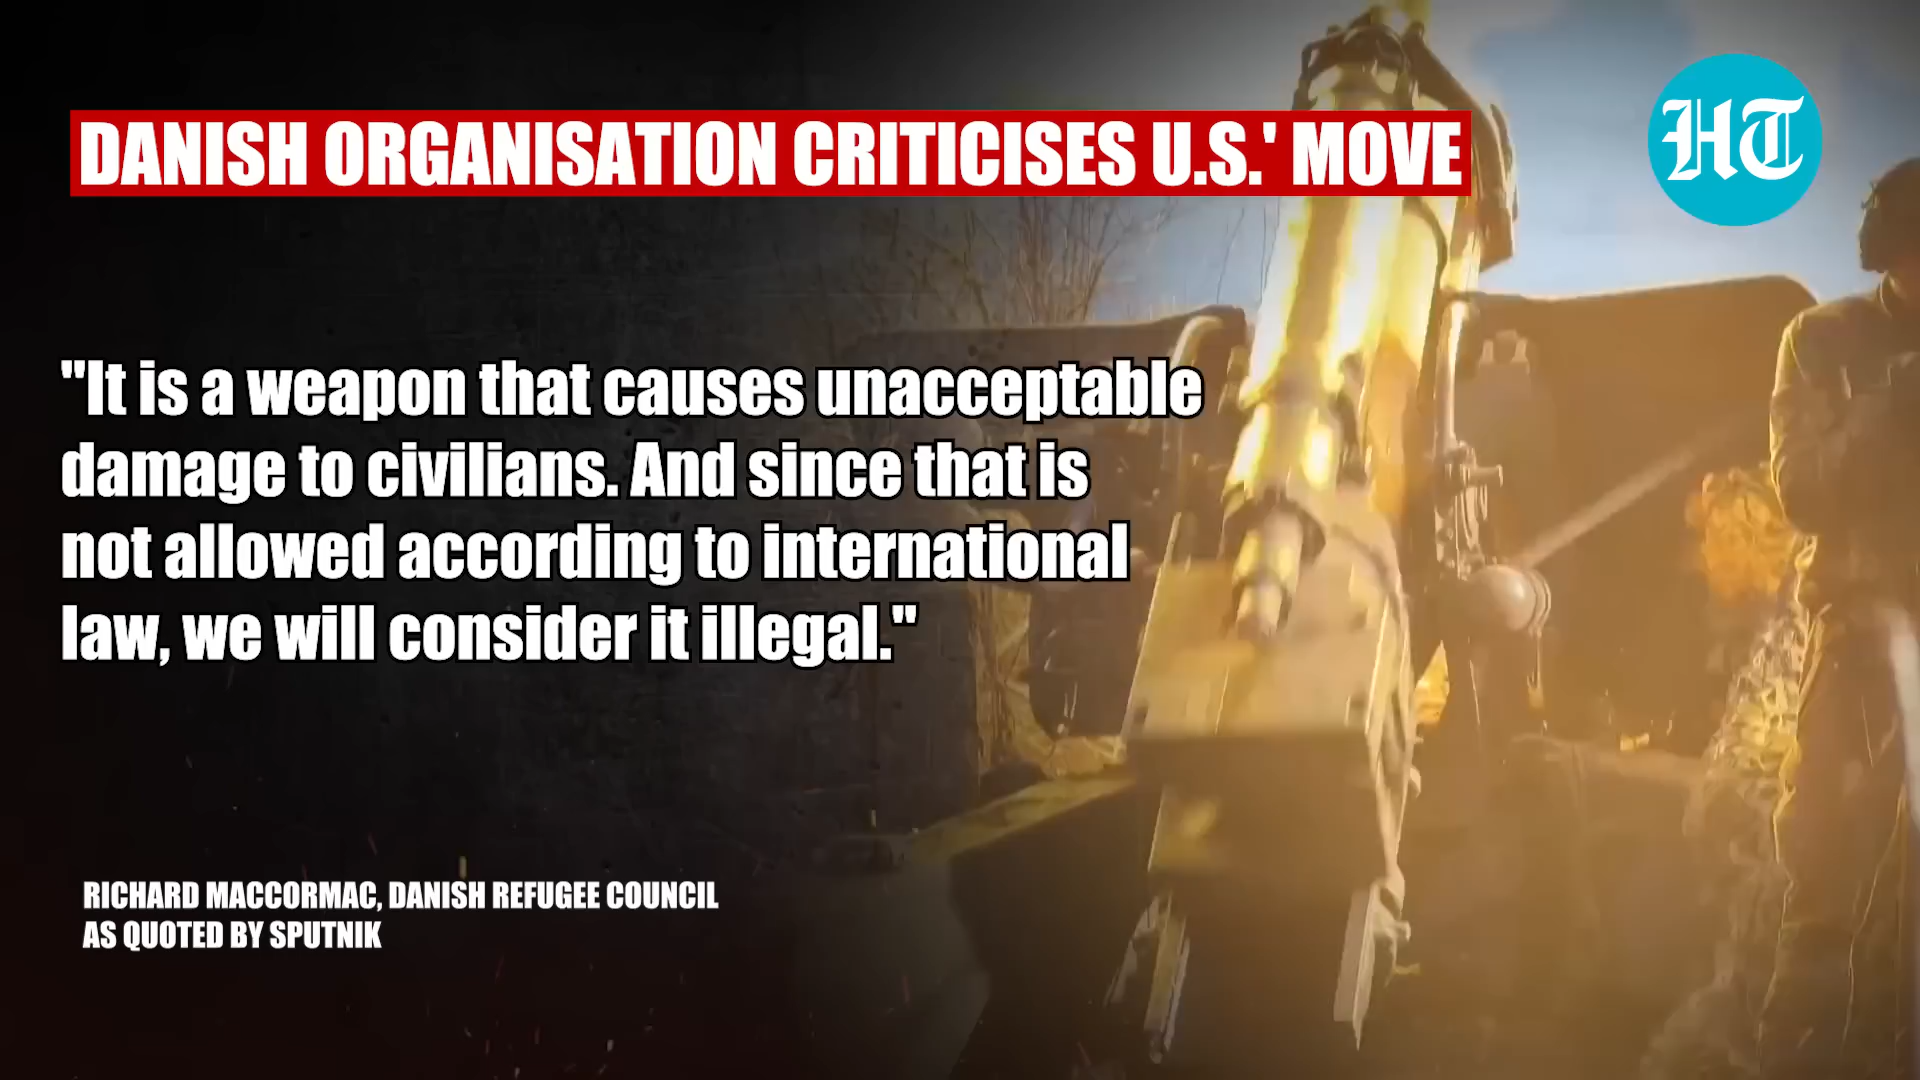 DANISH ORGANISATION CRITICISES U.S.' MOVE
HT
"It is a weapon that causes unacceptable
damage to civilians. And since that is
not allowed according to international
law, we will consider it illegal."
RICHARD MACCORMAC, DANISH REFUGEE COUNCIL
AS QUOTED BY SPUTNIK